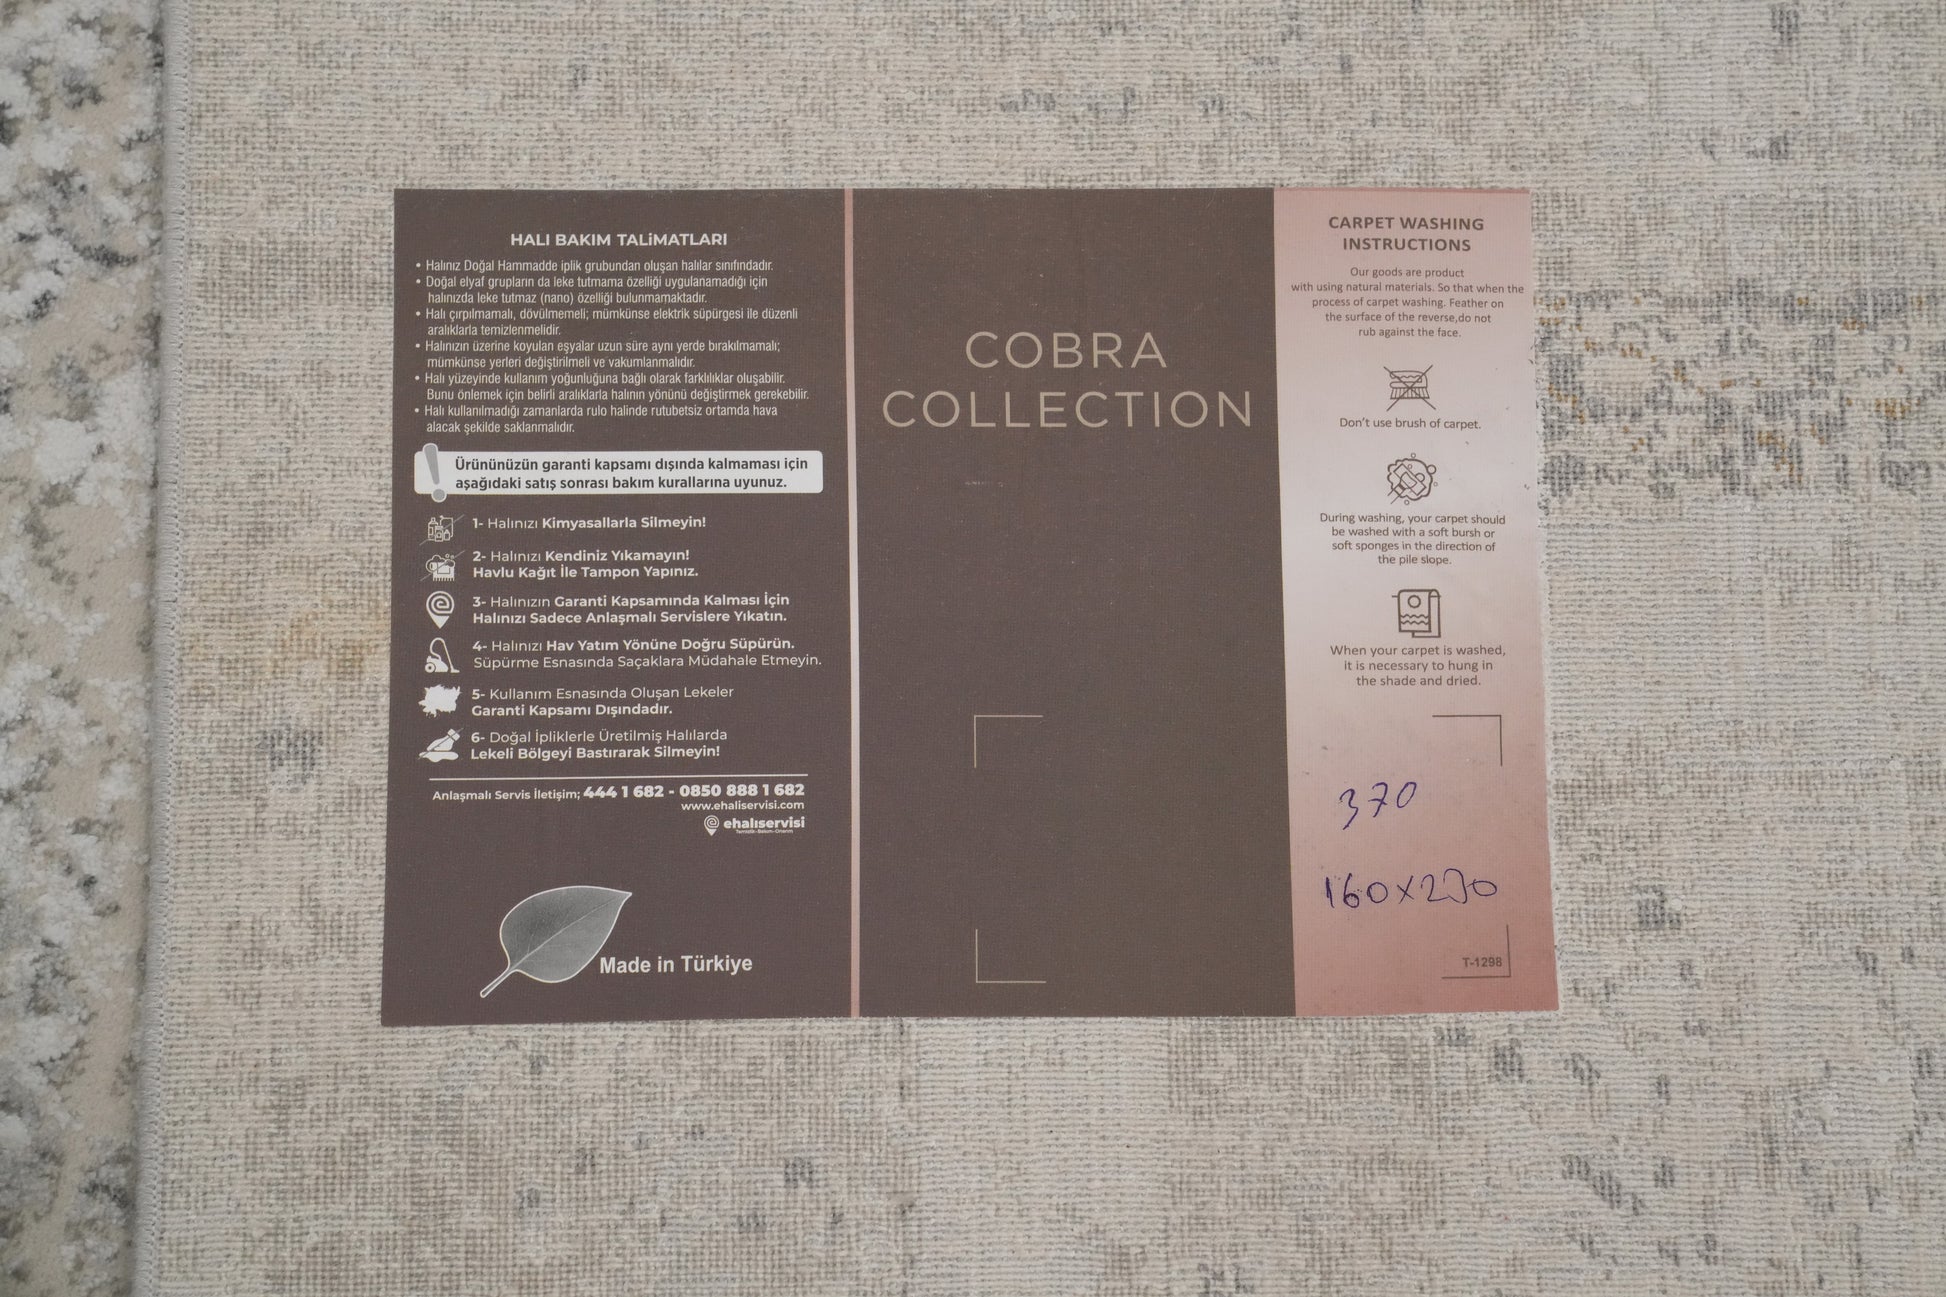 HALI BAKIM TALİMATLARI
• Halınız Doğal Hammadde iplik grubundan oluşan halılar sınıfındadır.
• Doğal elyaf grupların da leke tutmama özelliği uygulanamadığı için
halınızda leke tutmaz (nano) özelliği bulunmamaktadır.
• Halı çırpılmamalı, dövülmemeli; mümkünse elektrik süpürgesi ile düzenli
aralıklarla temizlenmelidir.
• Halınızın üzerine koyulan eşyalar uzun süre aynı yerde bırakılmamalı;
mümkünse yerleri değiştirilmeli ve vakumlanmalıdır.
• Halı yüzeyinde kullanım yoğunluğuna bağlı olarak farklılıklar oluşabilir.
Bunu önlemek için belirli aralıklarla halının yönünü değiştirmek gerekebilir.
• Halı kullanılmadığı zamanlarda rulo halinde rutubetsiz ortamda hava
alacak şekilde saklanmalıdır.
Ürününüzün garanti kapsamı dışında kalmaması için
aşağıdaki satış sonrası bakım kurallarına uyunuz.
1- Halınızı Kimyasallarla Silmeyin!
2- Halınızı Kendiniz Yıkamayın!
Havlu Kağıt İle Tampon Yapınız.
3- Halınızın Garanti Kapsamında Kalması İçin
Halınızı Sadece Anlaşmalı Servislere Yıkatın.
4- Halınızı Hav Yatım Yönüne Doğru Süpürün.
Süpürme Esnasında Saçaklara Müdahale Etmeyin.
5- Kullanım Esnasında Oluşan Lekeler
Garanti Kapsamı Dışındadır.
6- Doğal İpliklerle Üretilmiş Halılarda
Lekeli Bölgeyi Bastırarak Silmeyin!
Anlaşmalı Servis İletişim; 444 1 682 - 0850 888 1 682
www.ehaliservisi.com
ehalıservisi
Temizlik-Bakım-Onarım
Made in Türkiye
COBRA
COLLECTION
CARPET WASHING
INSTRUCTIONS
Our goods are product
with using natural materials. So that when the
process of carpet washing. Feather on
the surface of the reverse,do not
rub against the face.
Don't use brush of carpet.
During washing, your carpet should
be washed with a soft bursh or
soft sponges in the direction of
the pile slope.
When your carpet is washed,
it is necessary to hung in
the shade and dried.
370
160x230
T-1298